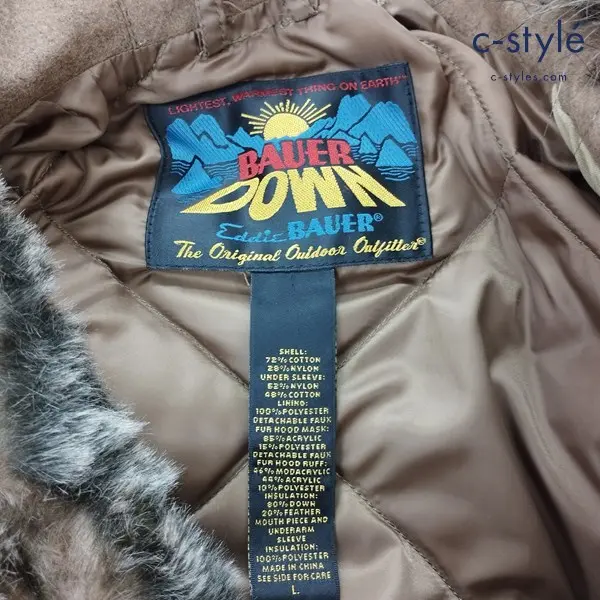 c-stylé
c-styles.com
LIGHTEST, WARMEST THING ON EARTH™
BAUER
DOWN
Eddie BAUER®
The Original Outdoor Outfitter®
SHELL:
72% COTTON
28% NYLON
UNDER SLEEVE:
52% NYLON
48% COTTON
LINING:
100% POLYESTER
DETACHABLE FAUX
FUR HOOD MASK:
85% ACRYLIC
15% POLYESTER
DETACHABLE FAUX
FUR HOOD RUFF:
46% MODACRYLIC
44% ACRYLIC
10% POLYESTER
INSULATION:
80% DOWN
20% FEATHER
MOUTH PIECE AND
UNDERARM
SLEEVE
INSULATION:
100% POLYESTER
MADE IN CHINA
SEE SIDE FOR CARE
L